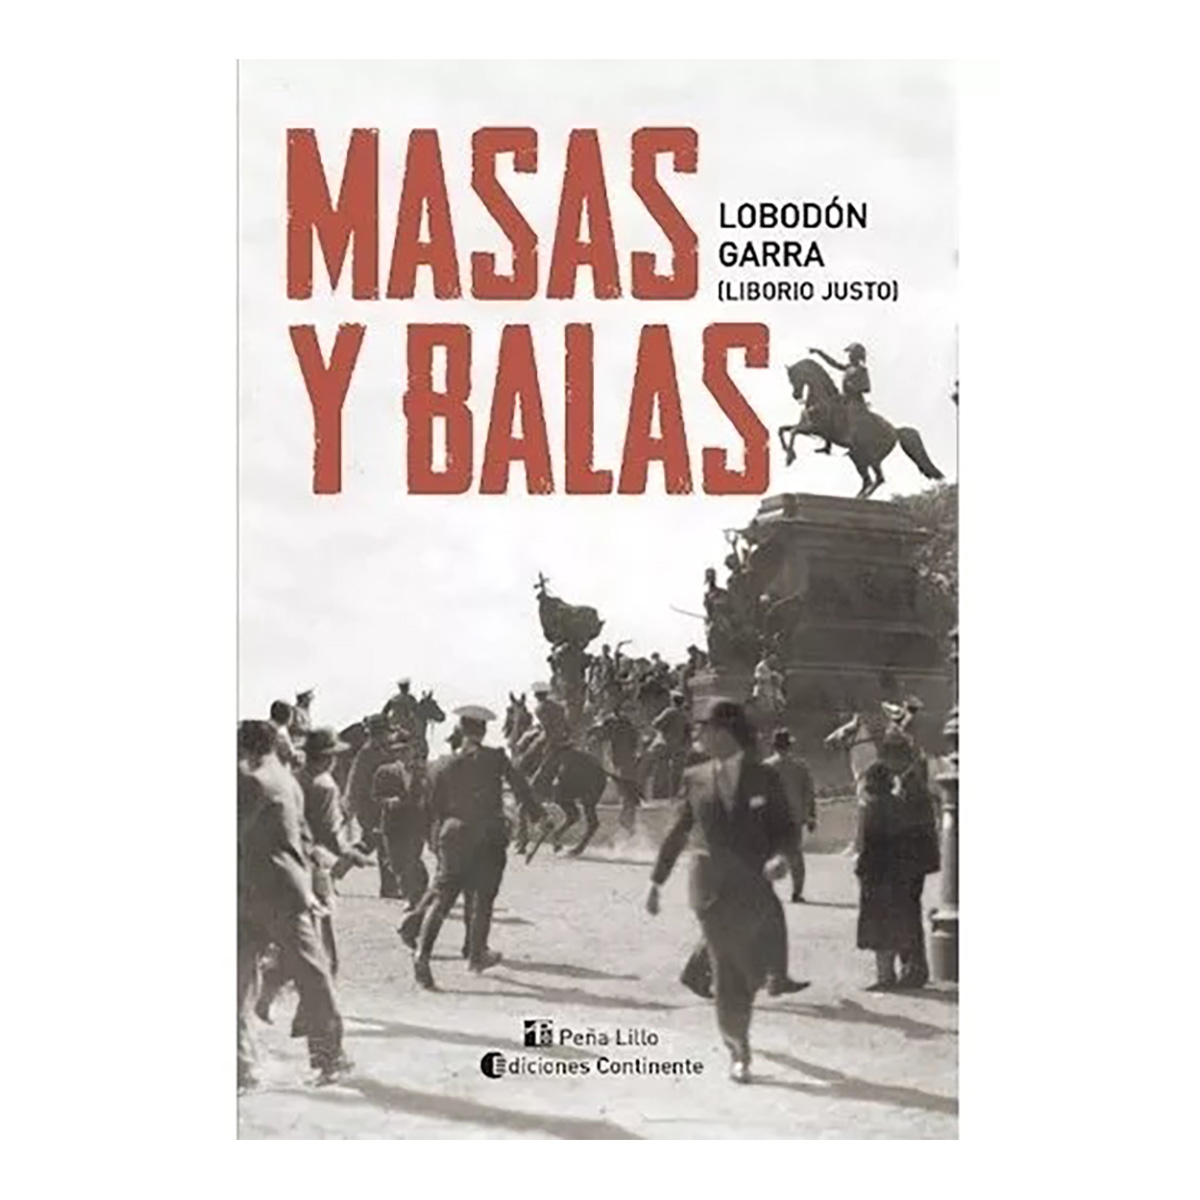 MASAS
Y BALAS
LOBODÓN
GARRA
(LIBORIO JUSTO)
Peña Lillo
Ediciones Continente